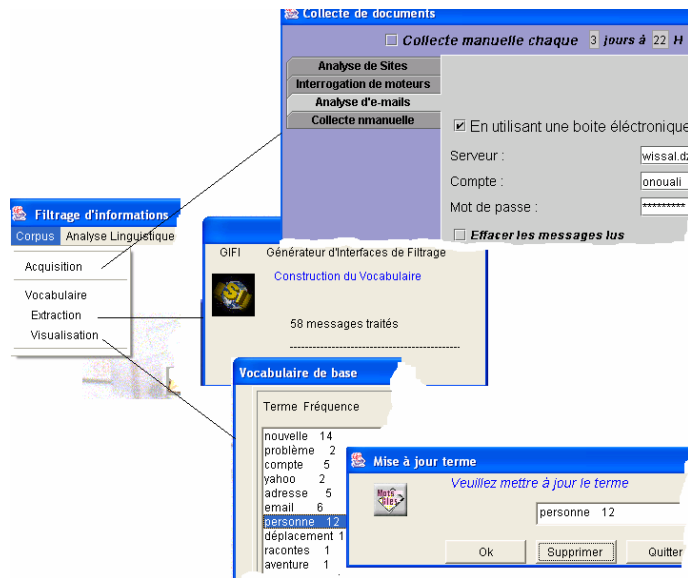 Collecte de documents
Collecte manuelle chaque 3 jours à 22 H
Analyse de Sites
Interrogation de moteurs
Analyse d'e-mails
Collecte nmanuelle
En utilisant une boite éléctronique
Serveur : wissal.dz
Compte : onouali
Mot de passe : *********
Effacer les messages lus
Filtrage d'informations
Corpus Analyse Linguistique
Acquisition
Vocabulaire
Extraction
Visualisation
GIFI Générateur d'Interfaces de Filtrage
Construction du Vocabulaire
58 messages traités
Vocabulaire de base
Terme Fréquence
nouvelle 14
problème 2
compte 5
yahoo 2
adresse 5
email 6
personne 12
déplacement 1
racontes 1
aventure 1
Mise à jour terme
Veuillez mettre à jour le terme
Mots
Clés
personne 12
Ok Supprimer Quitter